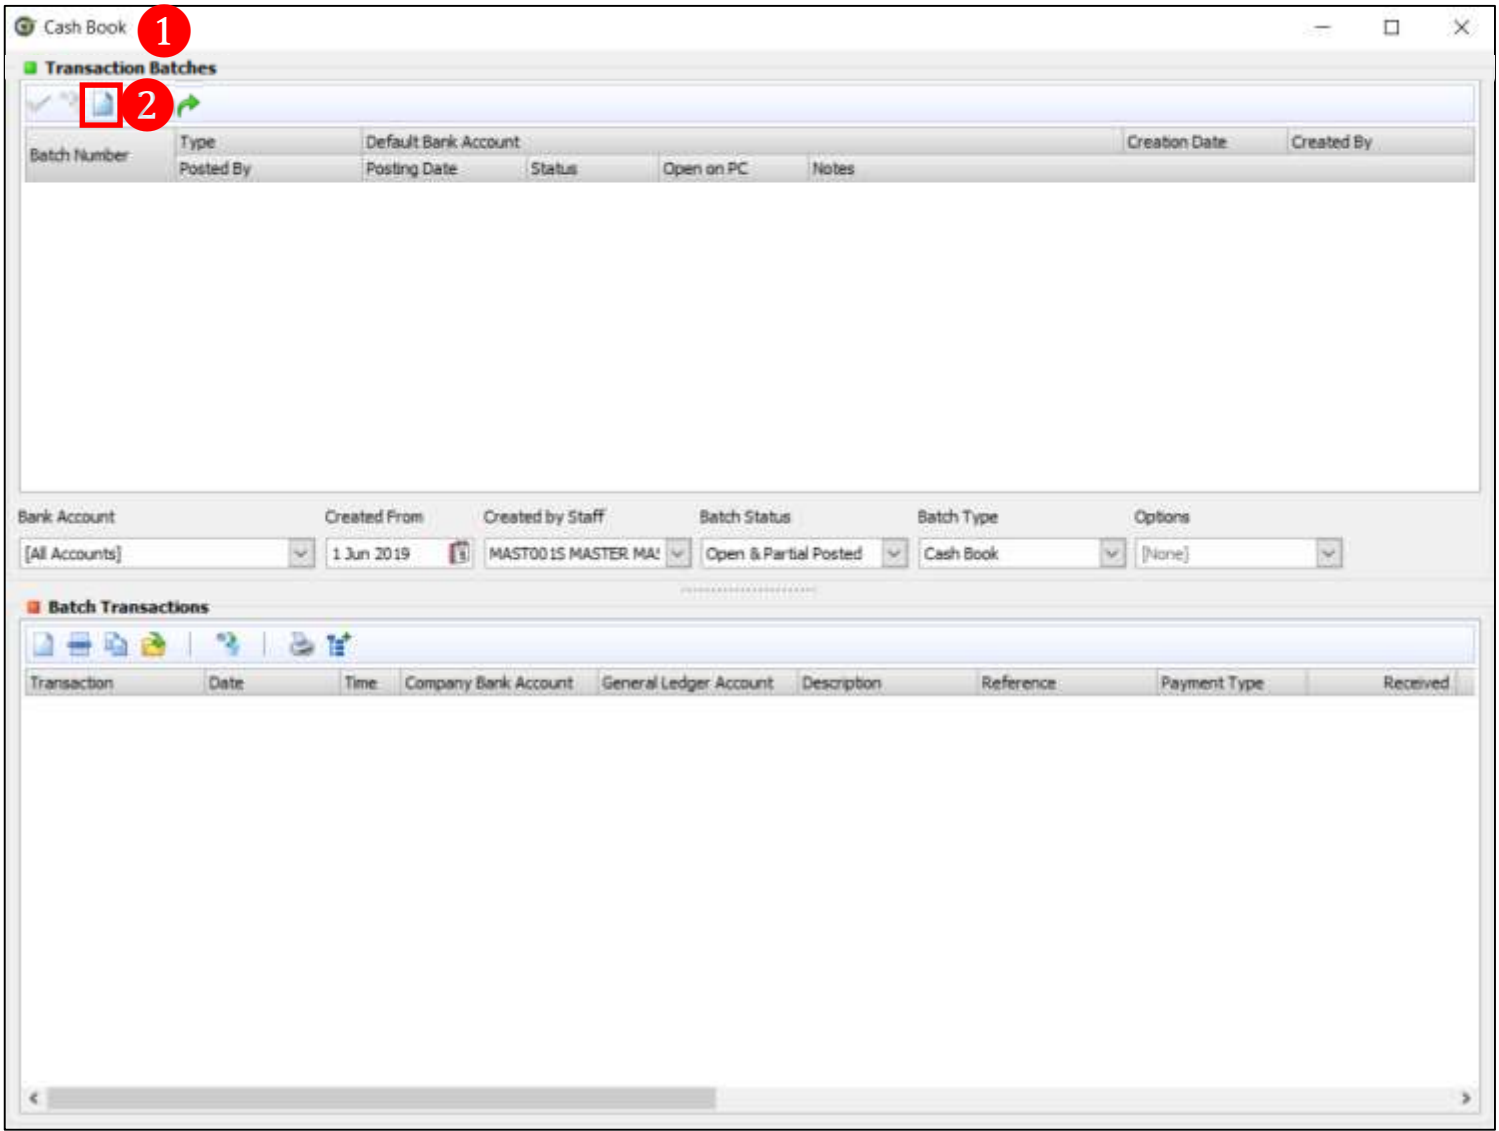 Cash Book 1
Transaction Batches
2
Batch Number Type Default Bank Account Creation Date Created By
Posted By Posting Date Status Open on PC Notes
Bank Account Created From Created by Staff Batch Status Batch Type Options
[All Accounts] 1 Jun 2019 MAST001S MASTER MAS Open & Partial Posted Cash Book [None]
Batch Transactions
Transaction Date Time Company Bank Account General Ledger Account Description Reference Payment Type Received